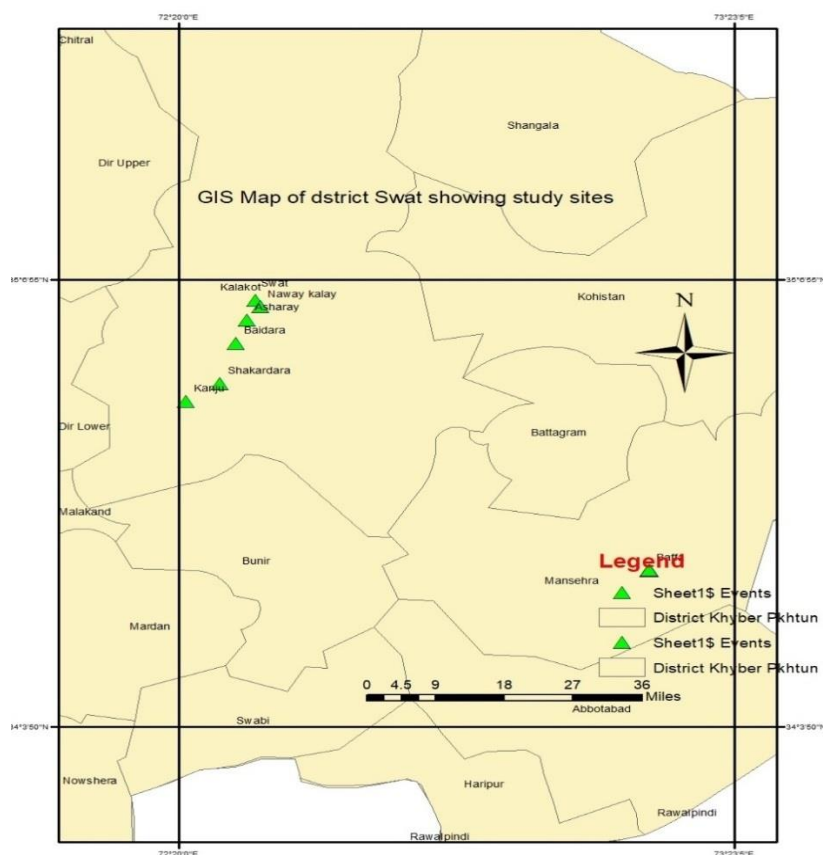 72°20'0"E
73°23'5"E
Chitral
Shangala
Dir Upper
GIS Map of dstrict Swat showing study sites
Swat
Kalakot
Naway kalay
Asharay
Kohistan
N
Baidara
Shakardara
Kanju
Dir Lower
Battagram
Malakand
Bunir
Legend
Mansehra
Sheet1$ Events
District Khyber Pkhtun
Mardan
Sheet1$ Events
District Khyber Pkhtun
0 4.5 9 18 27 36
Miles
Abbotabad
Swabi
34°3'50"N
Nowshera
Haripur
Rawalpindi
Rawalpindi
72°20'0"E
73°23'5"E